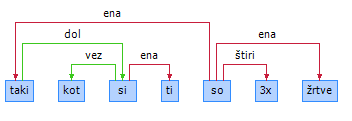 ena
dol ena
vez ena štiri
taki kot si ti so 3x žrtve